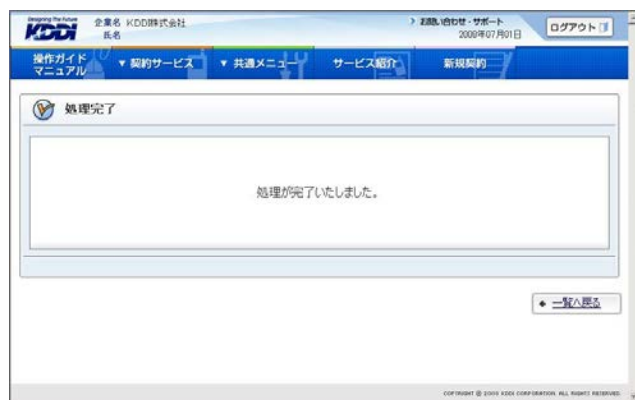 Designing The Future
KDDI
企業名 KDDI株式会社
氏名
お問い合わせ・サポート
2008年07月01日
ログアウト
操作ガイド
マニュアル
▼ 契約サービス
▼ 共通メニュー
サービス紹介
新規契約
処理完了
処理が完了いたしました。
一覧へ戻る
COPYRIGHT © 2008 KDDI CORPORATION. ALL RIGHTS RESERVED.